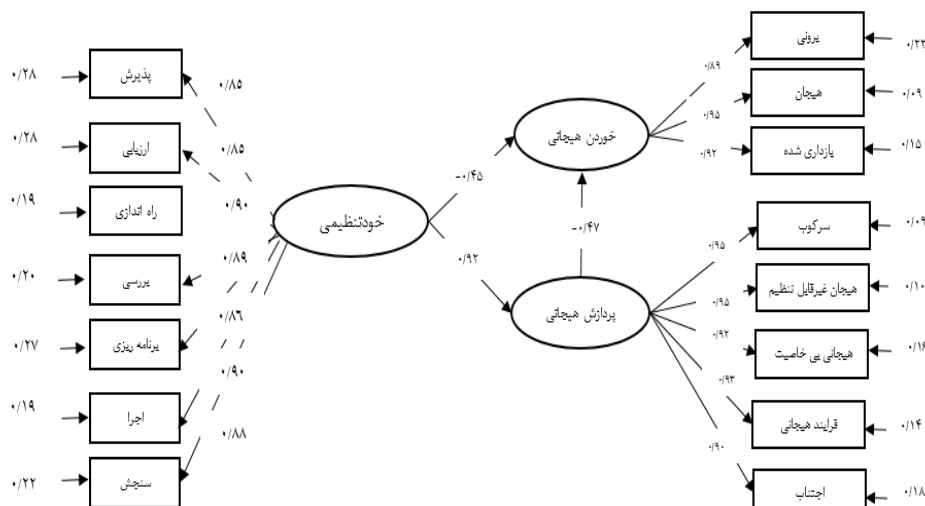 ۰/۲۸
پذیرش
۰/۸۵
۰/۲۸
ارزیابی
۰/۸۵
۰/۱۹
راه اندازی
۰/۹۰
۰/۲۰
بررسی
۰/۸۹
۰/۲۷
برنامه ریزی
۰/۸۶
۰/۱۹
اجرا
۰/۹۰
۰/۲۲
سنجش
۰/۸۸
خودتنظیمی
-۰/۴۵
۰/۹۲
خوردن هیجانی
-۰/۴۷
پردازش هیجانی
۰/۸۹
یرونی
۰/۲۲
۰/۹۵
هیجان
۰/۰۹
۰/۹۲
بازداری شده
۰/۱۵
۰/۹۵
سرکوب
۰/۰۹
۰/۹۵
هیجان غیرقابل تنظیم
۰/۱۰
۰/۹۲
هیجانی بی خاصیت
۰/۱۶
۰/۹۳
فرایند هیجانی
۰/۱۴
۰/۹۰
اجتناب
۰/۱۸